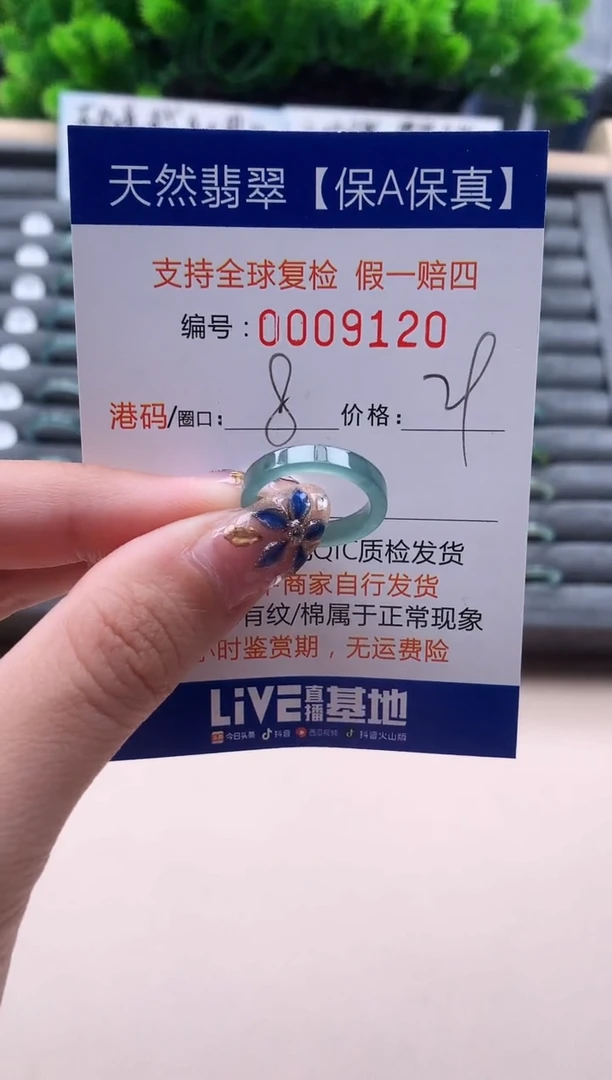 天然翡翠【保A保真】
支持全球复检 假一赔四
编号：0009120
港码/圈口：8 价格：
QIC质检发货
商家自行发货
有纹/棉属于正常现象
小时鉴赏期，无运费险
LiVE直播基地
今日头条 抖音 西瓜视频 抖音火山版